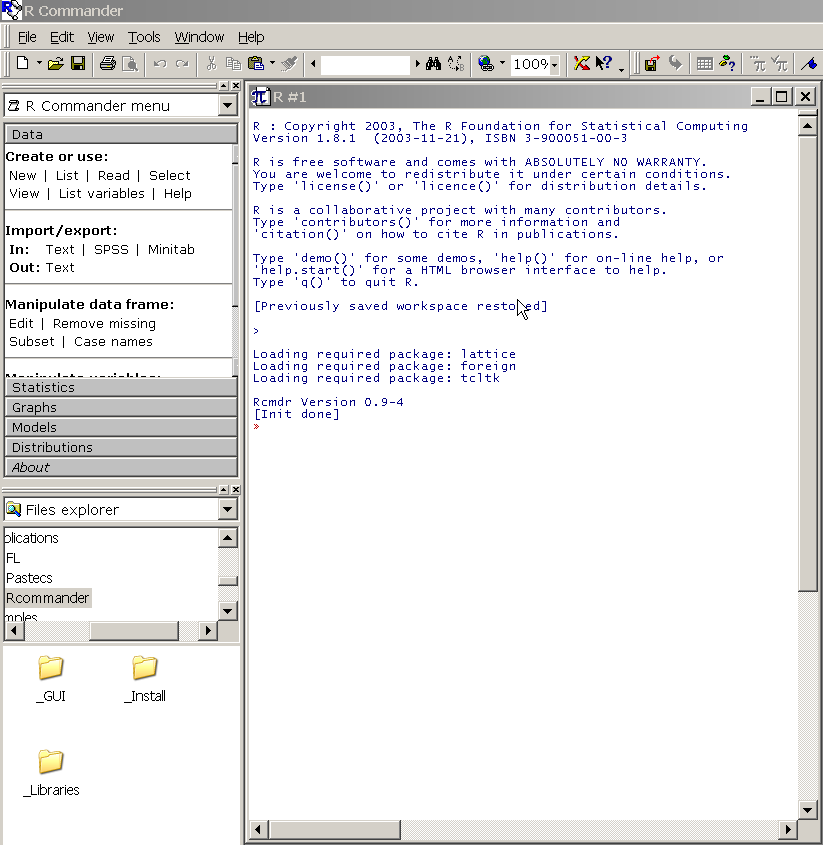 R Commander
File Edit View Tools Window Help
100%
R Commander menu
Data
Create or use:
New | List | Read | Select
View | List variables | Help
Import/export:
In: Text | SPSS | Minitab
Out: Text
Manipulate data frame:
Edit | Remove missing
Subset | Case names
Manipulate variables:
Statistics
Graphs
Models
Distributions
About
Files explorer
plications
FL
Pastecs
Rcommander
mples
_GUI
_Install
_Libraries
R #1
R : Copyright 2003, The R Foundation for Statistical Computing
Version 1.8.1 (2003-11-21), ISBN 3-900051-00-3
R is free software and comes with ABSOLUTELY NO WARRANTY.
You are welcome to redistribute it under certain conditions.
Type 'license()' or 'licence()' for distribution details.
R is a collaborative project with many contributors.
Type 'contributors()' for more information and
'citation()' on how to cite R in publications.
Type 'demo()' for some demos, 'help()' for on-line help, or
'help.start()' for a HTML browser interface to help.
Type 'q()' to quit R.
[Previously saved workspace restored]
>
Loading required package: lattice
Loading required package: foreign
Loading required package: tcltk
Rcmdr Version 0.9-4
[Init done]
»